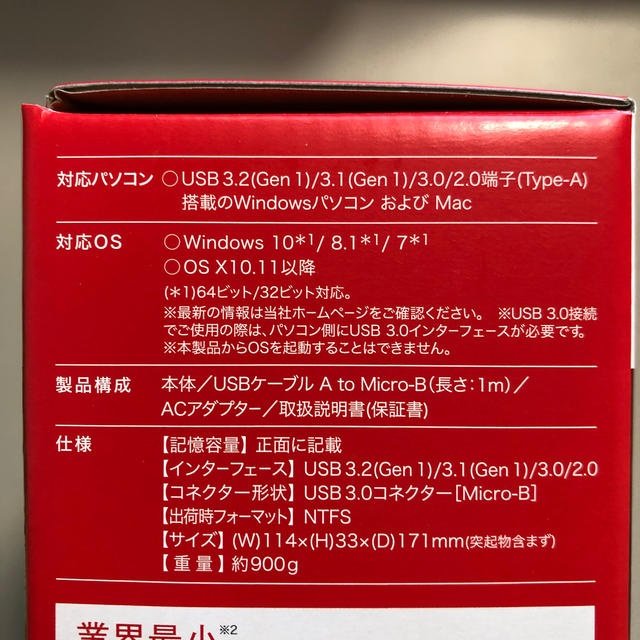 対応パソコン ○USB 3.2(Gen 1)/3.1(Gen 1)/3.0/2.0端子(Type-A)
搭載のWindowsパソコン および Mac
対応OS ○Windows 10*1/ 8.1*1/ 7*1
○OS X10.11以降
(*1)64ビット/32ビット対応。
※最新の情報は当社ホームページをご確認ください。 ※USB 3.0接続
でご使用の際は、パソコン側にUSB 3.0インターフェースが必要です。
※本製品からOSを起動することはできません。
製品構成 本体／USBケーブル A to Micro-B（長さ：1m）／
ACアダプター／取扱説明書(保証書)
仕様 【記憶容量】 正面に記載
【インターフェース】 USB 3.2(Gen 1)/3.1(Gen 1)/3.0/2.0
【コネクター形状】 USB 3.0コネクター［Micro-B］
【出荷時フォーマット】 NTFS
【サイズ】 (W)114×(H)33×(D)171mm(突起物含まず)
【 重 量 】 約900g
業界最小※2